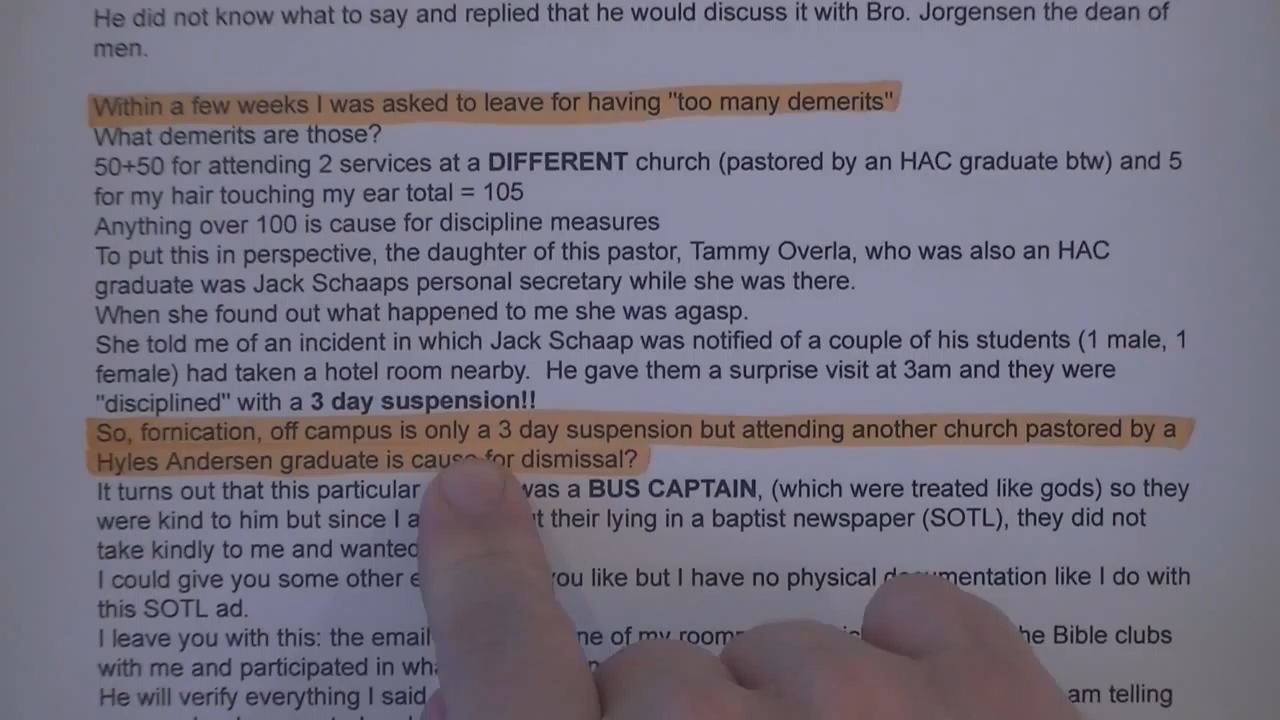 He did not know what to say and replied that he would discuss it with Bro. Jorgensen the dean of
men.
Within a few weeks I was asked to leave for having "too many demerits"
What demerits are those?
50+50 for attending 2 services at a DIFFERENT church (pastored by an HAC graduate btw) and 5
for my hair touching my ear total = 105
Anything over 100 is cause for discipline measures
To put this in perspective, the daughter of this pastor, Tammy Overla, who was also an HAC
graduate was Jack Schaaps personal secretary while she was there.
When she found out what happened to me she was agasp.
She told me of an incident in which Jack Schaap was notified of a couple of his students (1 male, 1
female) had taken a hotel room nearby. He gave them a surprise visit at 3am and they were
"disciplined" with a 3 day suspension!!
So, fornication, off campus is only a 3 day suspension but attending another church pastored by a
Hyles Andersen graduate is cause for dismissal?
It turns out that this particular was a BUS CAPTAIN, (which were treated like gods) so they
were kind to him but since I their lying in a baptist newspaper (SOTL), they did not
take kindly to me and wanted
I could give you some other you like but I have no physical documentation like I do with
this SOTL ad.
I leave you with this: the email of my the Bible clubs
with me and participated in
He will verify everything I said am telling